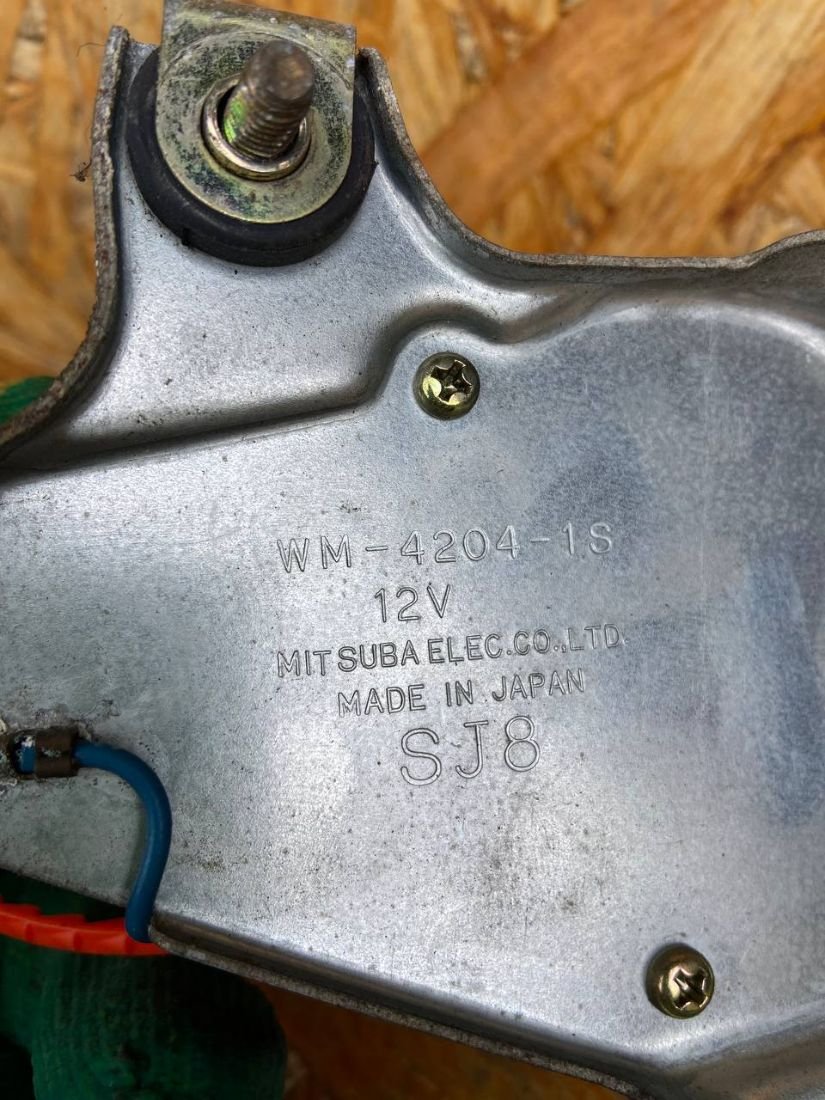 WM-4204-1S
12V
MITSUBA ELEC.CO.,LTD.
MADE IN JAPAN
SJ8